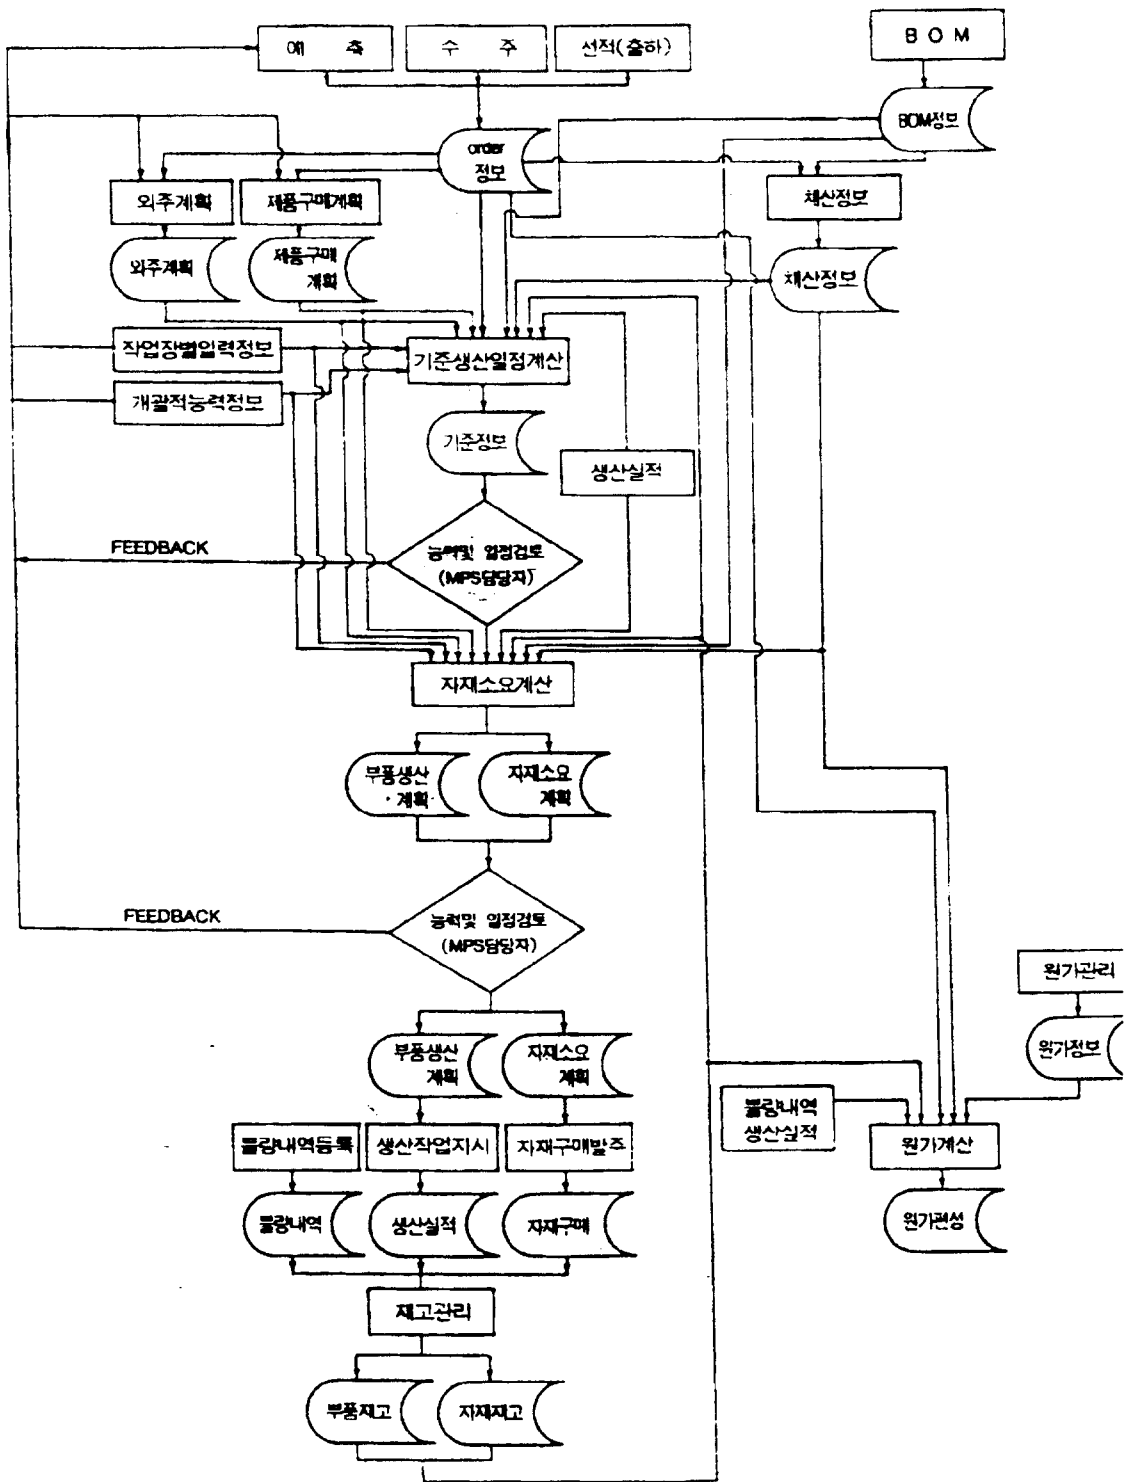 예 측
수 주
선적(출하)
B O M
BOM정보
order
정보
외주계획
제품구매계획
채산정보
외주계획
제품구매
계획
채산정보
작업장별입력정보
기준생산일정계산
개괄적능력정보
기준정보
생산실적
FEEDBACK
능력및 일정검토
(MPS담당자)
자재소요계산
부품생산
계획
자재소요
계획
FEEDBACK
능력및 일정검토
(MPS담당자)
원가관리
부품생산
계획
자재소요
계획
원가정보
불량내역
생산실적
불량내역등록
생산작업지시
자재구매발주
원가계산
불량내역
생산실적
자재구매
원가편성
재고관리
부품재고
자재재고